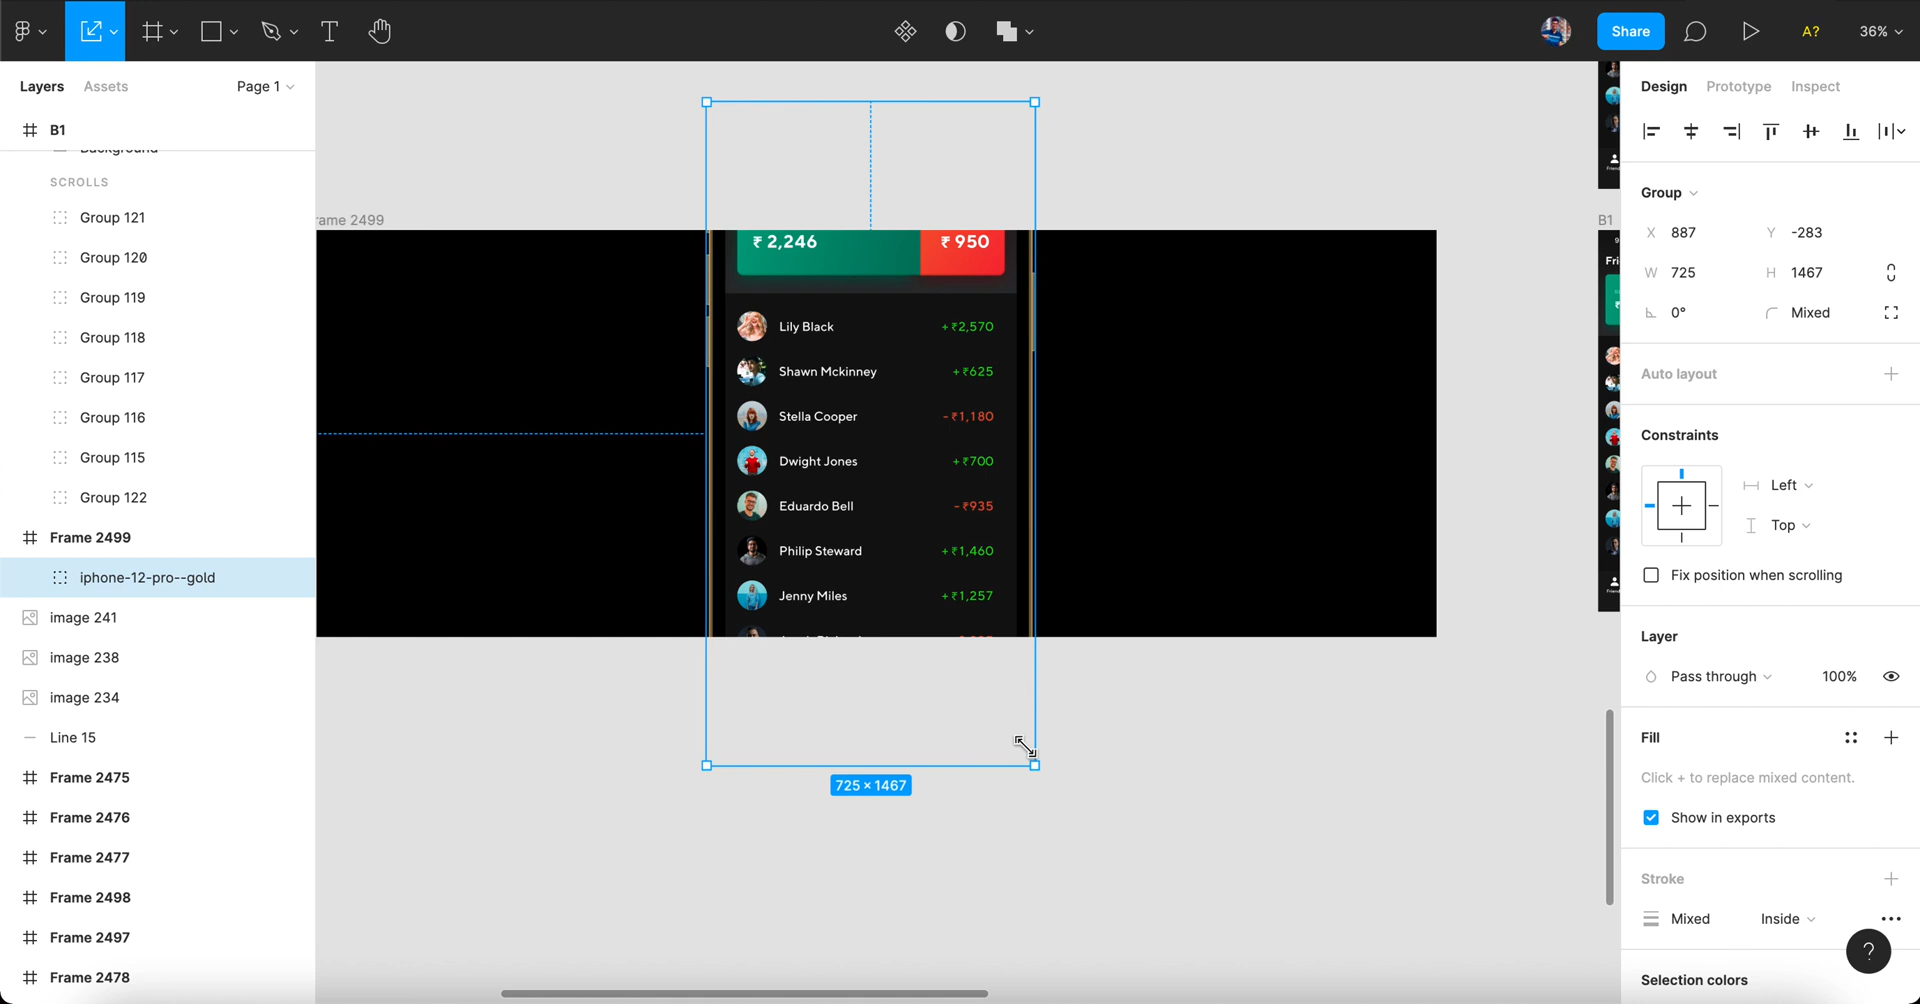 Share
A?
36%
Layers
Assets
Page 1
B1
Background
SCROLLS
Group 121
Group 120
Group 119
Group 118
Group 117
Group 116
Group 115
Group 122
Frame 2499
iphone-12-pro--gold
image 241
image 238
image 234
Line 15
Frame 2475
Frame 2476
Frame 2477
Frame 2498
Frame 2497
Frame 2478
rame 2499
₹ 2,246
₹ 950
Lily Black
+ ₹2,570
Shawn Mckinney
+ ₹625
Stella Cooper
- ₹1,180
Dwight Jones
+ ₹700
Eduardo Bell
- ₹935
Philip Steward
+ ₹1,460
Jenny Miles
+ ₹1,257
725 × 1467
B1
9
Fri
Design
Prototype
Inspect
Group
X 887
Y -283
W 725
H 1467
0°
Mixed
Auto layout
Constraints
Left
Top
Fix position when scrolling
Layer
Pass through
100%
Fill
Click + to replace mixed content.
Show in exports
Stroke
Mixed
Inside
?
Selection colors